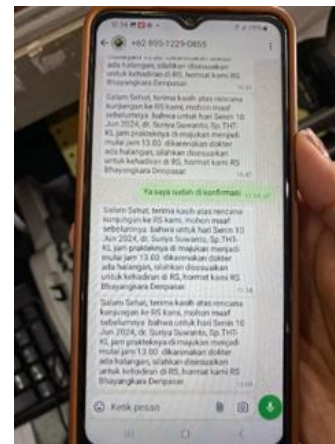 +62 895-1229-0855
ada halangan, silahkan disesuaikan
untuk kehadiran di RS, hormat kami RS
Bhayangkara Denpasar.
Salam Sehat, terima kasih atas rencana
kunjungan ke RS kami, mohon maaf
sebelumnya bahwa untuk hari Senin 10
Jun 2024, dr. Suriya Suwanto, Sp.THT-
KL jam prakteknya di majukan menjadi
mulai jam 13.00 dikarenakan dokter
ada halangan, silahkan disesuaikan
untuk kehadiran di RS, hormat kami RS
Bhayangkara Denpasar.
Ya saya sudah di konfirmasi
Salam Sehat, terima kasih atas rencana
kunjungan ke RS kami, mohon maaf
sebelumnya bahwa untuk hari Senin 10
Jun 2024, dr. Suriya Suwanto, Sp.THT-
KL jam prakteknya di majukan menjadi
mulai jam 13.00 dikarenakan dokter
ada halangan, silahkan disesuaikan
untuk kehadiran di RS, hormat kami RS
Bhayangkara Denpasar.
Salam Sehat, terima kasih atas rencana
kunjungan ke RS kami, mohon maaf
sebelumnya bahwa untuk hari Senin 10
Jun 2024, dr. Suriya Suwanto, Sp.THT-
KL jam prakteknya di majukan menjadi
mulai jam 13.00 dikarenakan dokter
ada halangan, silahkan disesuaikan
untuk kehadiran di RS, hormat kami RS
Bhayangkara Denpasar.
Ketik pesan